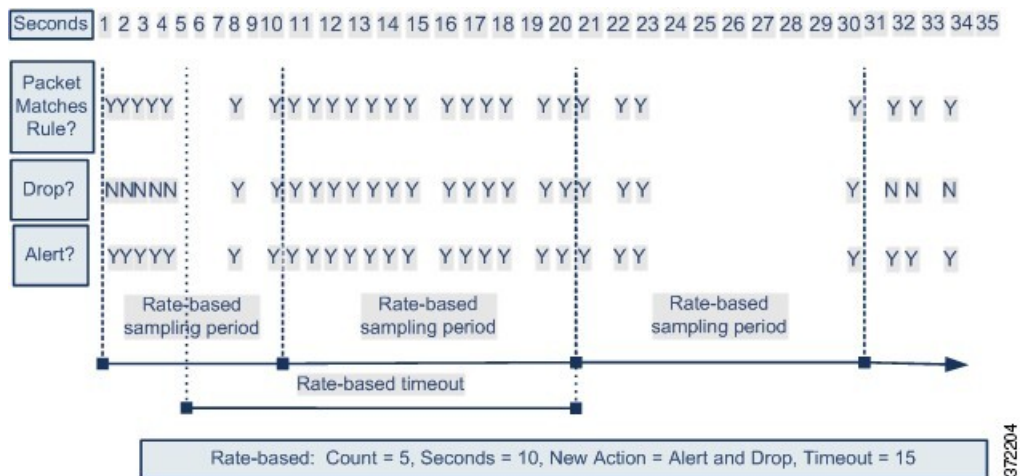 Seconds 1 2 3 4 5 6 7 8 9 10 11 12 13 14 15 16 17 18 19 20 21 22 23 24 25 26 27 28 29 30 31 32 33 34 35
Packet
Matches
Rule?
YYYYY Y Y Y Y Y Y Y Y Y Y Y Y Y Y Y Y Y Y Y Y Y Y Y
Drop?
NNNNN Y Y Y Y Y Y Y Y Y Y Y Y Y Y Y Y Y Y Y Y N N N
Alert?
YYYYY Y Y Y Y Y Y Y Y Y Y Y Y Y Y Y Y Y Y Y Y Y Y Y
Rate-based
sampling period
Rate-based
sampling period
Rate-based
sampling period
Rate-based timeout
Rate-based: Count = 5, Seconds = 10, New Action = Alert and Drop, Timeout = 15
372204